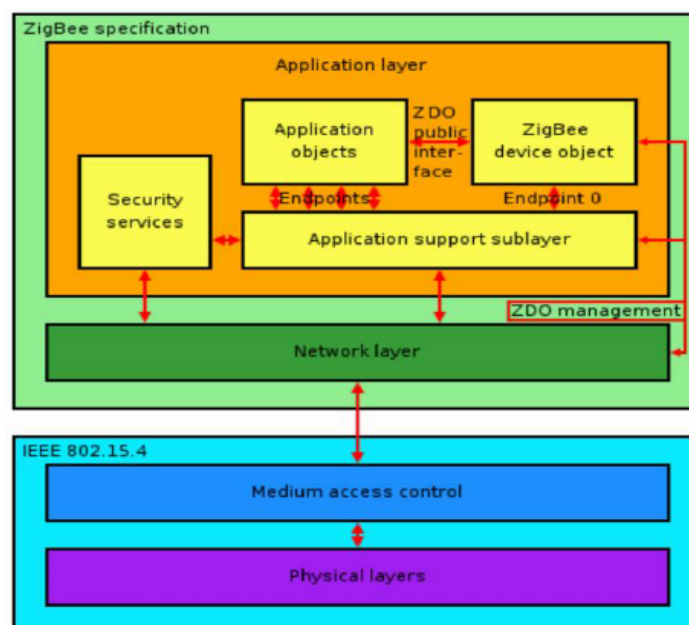 ZigBee specification
Application layer
Application
objects
ZDO
public
inter-
face
ZigBee
device object
Security
services
Endpoints
Endpoint 0
Application support sublayer
ZDO management
Network layer
IEEE 802.15.4
Medium access control
Physical layers